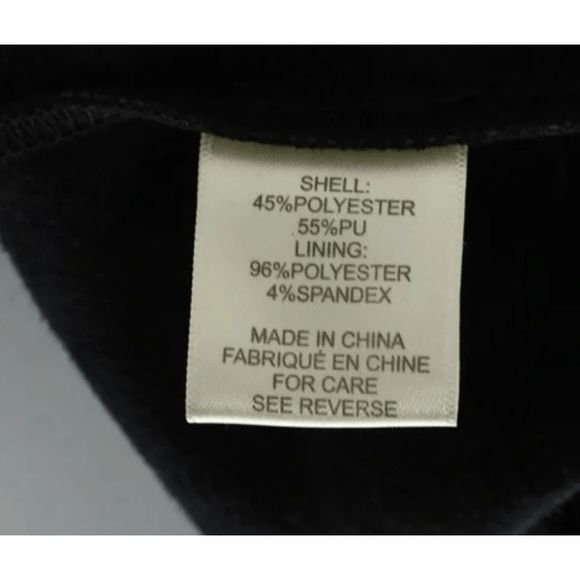 SHELL:
45%POLYESTER
55%PU
LINING:
96%POLYESTER
4%SPANDEX
MADE IN CHINA
FABRIQUÉ EN CHINE
FOR CARE
SEE REVERSE